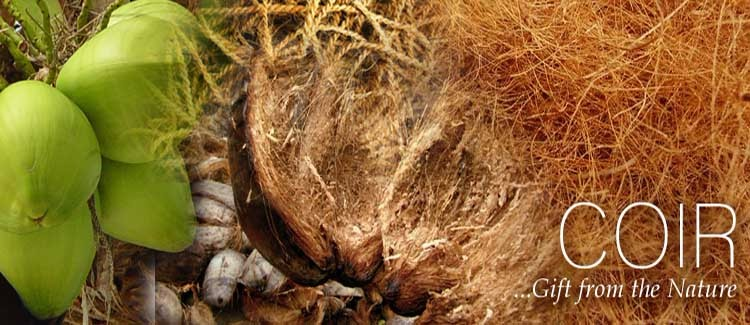 COIR
...Gift from the Nature